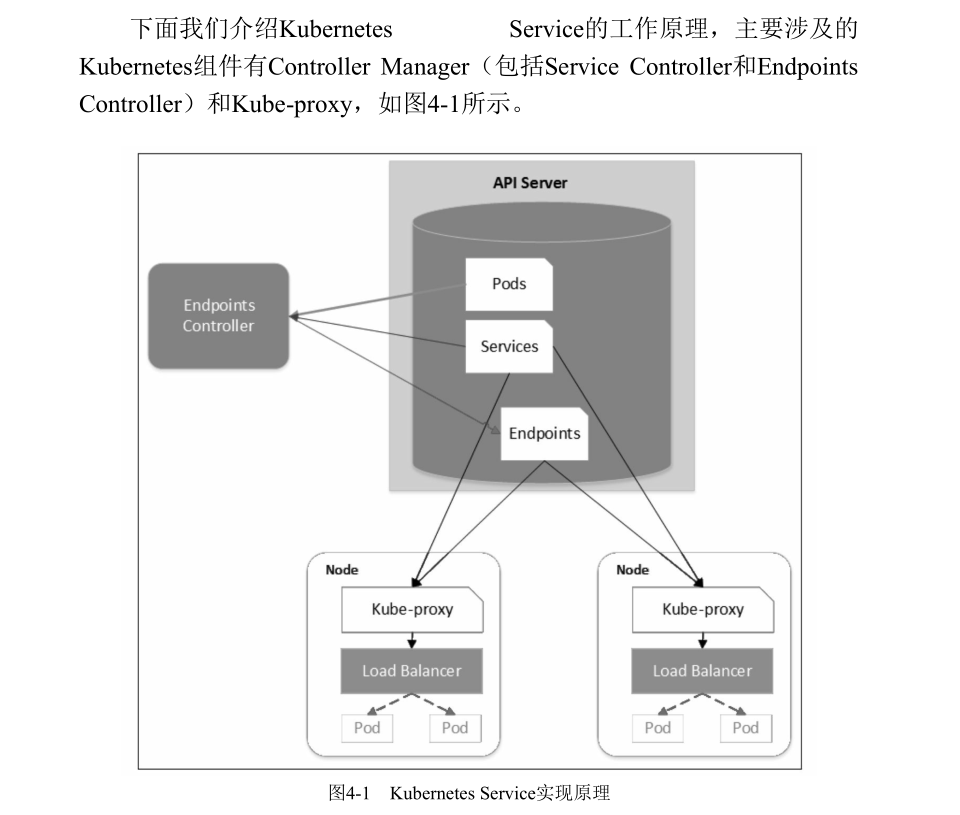 下面我们介绍Kubernetes Service的工作原理，主要涉及的
Kubernetes组件有Controller Manager（包括Service Controller和Endpoints
Controller）和Kube-proxy，如图4-1所示。
API Server
Pods
Endpoints
Controller
Services
Endpoints
Node
Node
Kube-proxy
Kube-proxy
Load Balancer
Load Balancer
Pod
Pod
Pod
Pod
图4-1 Kubernetes Service实现原理